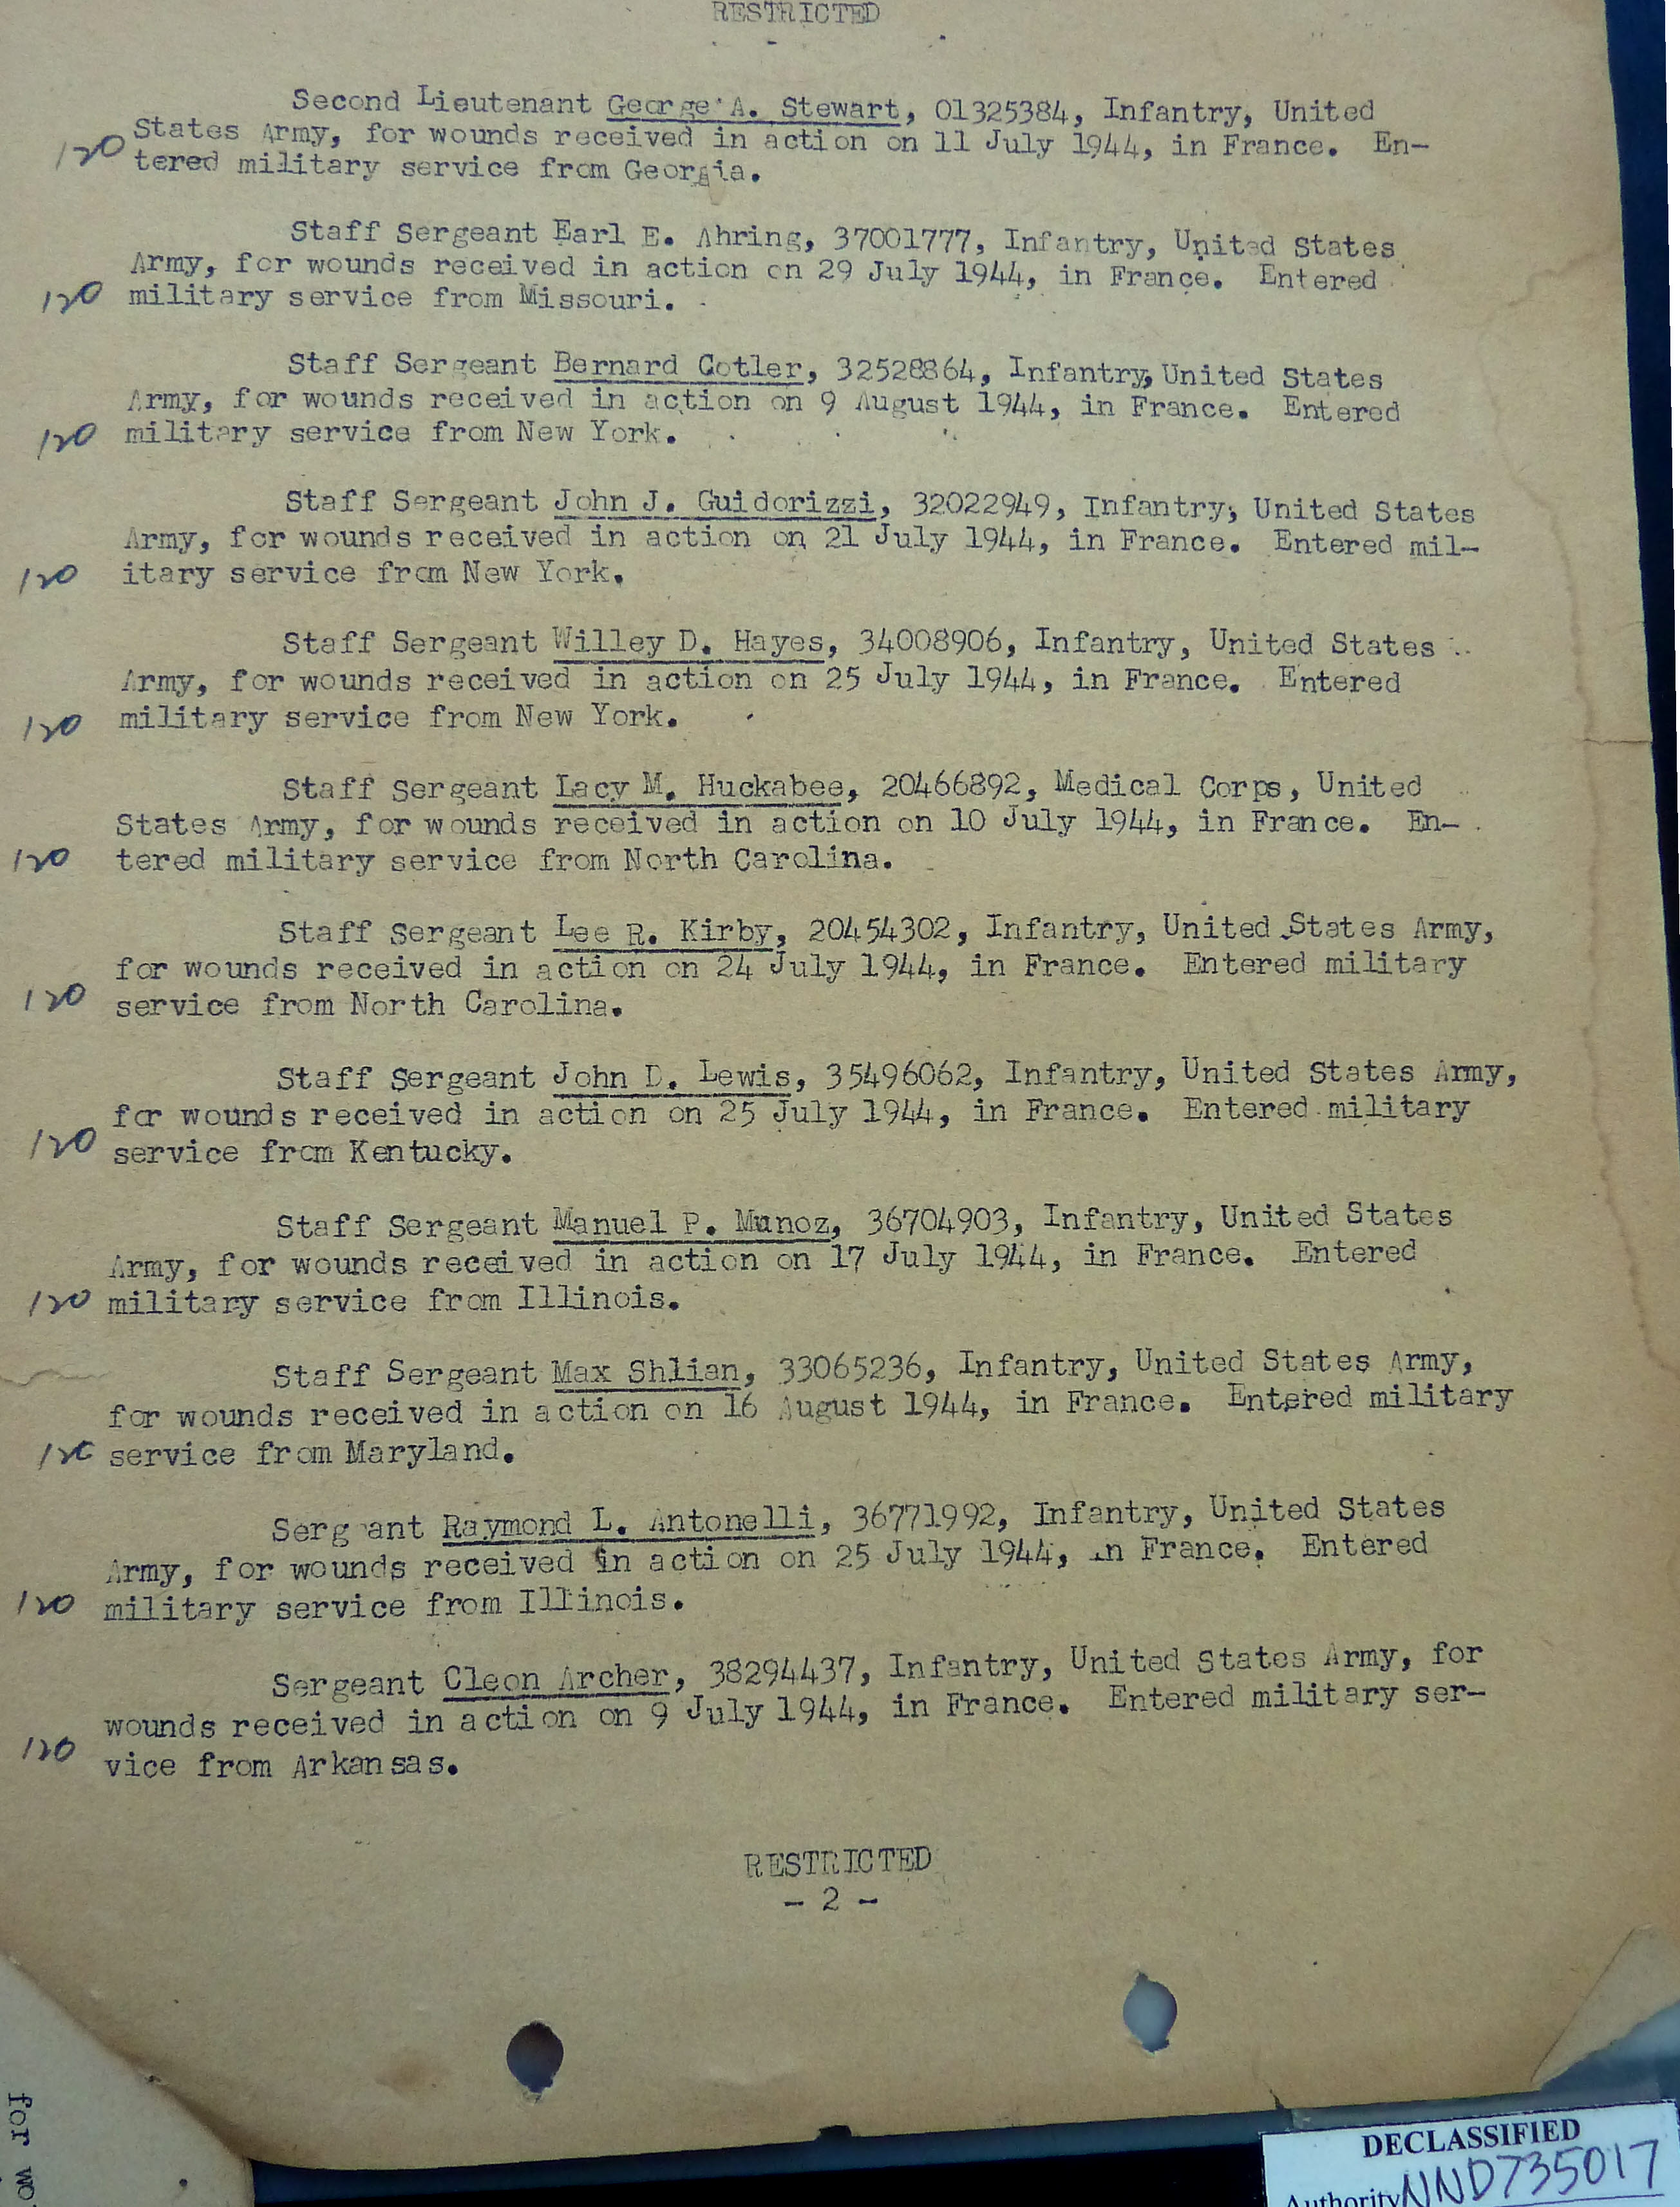 RESTRICTED
Second Lieutenant George A. Stewart, 01325384, Infantry, United
States Army, for wounds received in action on 11 July 1944, in France. En-
120 tered military service from Georgia.
Staff Sergeant Earl E. Ahring, 37001777, Infantry, United States
Army, for wounds received in action on 29 July 1944, in France. Entered
120 military service from Missouri.
Staff Sergeant Bernard Cotler, 32528864, Infantry, United States
Army, for wounds received in action on 9 August 1944, in France. Entered
120 military service from New York.
Staff Sergeant John J. Guidorizzi, 32022949, Infantry, United States
Army, for wounds received in action on 21 July 1944, in France. Entered mil-
120 itary service from New York.
Staff Sergeant Willey D. Hayes, 34008906, Infantry, United States
Army, for wounds received in action on 25 July 1944, in France. Entered
120 military service from New York.
Staff Sergeant Lacy M. Huckabee, 20466892, Medical Corps, United
States Army, for wounds received in action on 10 July 1944, in France. En-
120 tered military service from North Carolina.
Staff Sergeant Lee R. Kirby, 20454302, Infantry, United States Army,
for wounds received in action on 24 July 1944, in France. Entered military
120 service from North Carolina.
Staff Sergeant John D. Lewis, 35496062, Infantry, United States Army,
for wounds received in action on 25 July 1944, in France. Entered military
120 service from Kentucky.
Staff Sergeant Manuel P. Munoz, 36704903, Infantry, United States
Army, for wounds received in action on 17 July 1944, in France. Entered
120 military service from Illinois.
Staff Sergeant Max Shlian, 33065236, Infantry, United States Army,
for wounds received in action on 16 August 1944, in France. Entered military
120 service from Maryland.
Sergeant Raymond L. Antonelli, 36771992, Infantry, United States
Army, for wounds received in action on 25 July 1944, in France. Entered
120 military service from Illinois.
Sergeant Cleon Archer, 38294437, Infantry, United States Army, for
wounds received in action on 9 July 1944, in France. Entered military ser-
120 vice from Arkansas.
RESTRICTED
- 2 -
for
DECLASSIFIED
Authority NND735017